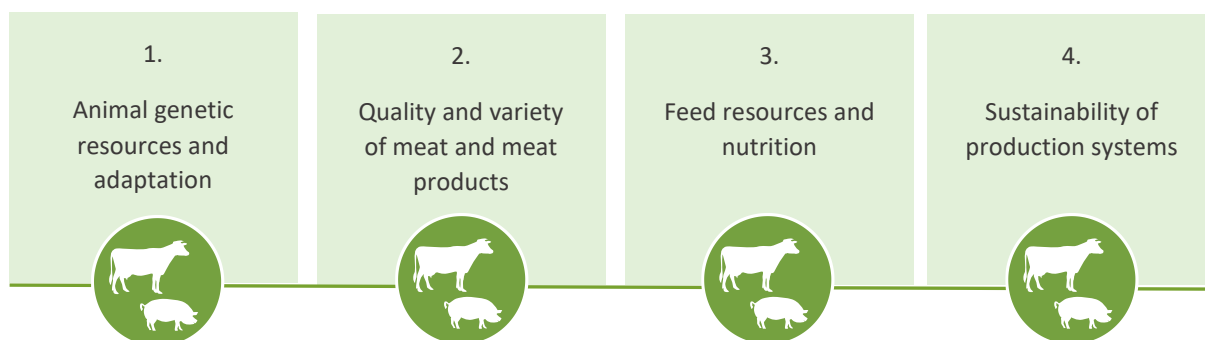 1.
Animal genetic
resources and
adaptation
2.
Quality and variety
of meat and meat
products
3.
Feed resources and
nutrition
4.
Sustainability of
production systems